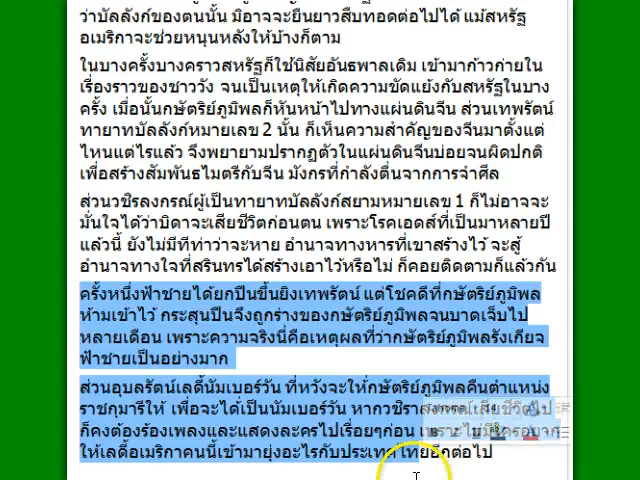 ว่าบัลลังก์ของตนนั้น มิอาจจะยืนยาวสืบทอดต่อไปได้ แม้สหรัฐ
อเมริกาจะช่วยหนุนหลังให้บ้างก็ตาม
ในบางครั้งบางคราวสหรัฐก็ใช้นิสัยอันธพาลเดิม เข้ามาก้าวก่ายใน
เรื่องราวของชาววัง จนเป็นเหตุให้เกิดความขัดแย้งกับสหรัฐในบาง
ครั้ง เมื่อนั้นกษัตริย์ภูมิพลก็หันหน้าไปทางแผ่นดินจีน ส่วนเทพรัตน์
ทายาทบัลลังก์หมายเลข 2 นั้น ก็เห็นความสำคัญของจีนมาตั้งแต่
ไหนแต่ไรแล้ว จึงพยายามปรากฏตัวในแผ่นดินจีนบ่อยจนผิดปกติ
เพื่อสร้างสัมพันธไมตรีกับจีน มังกรที่กำลังตื่นจากการจำศีล
ส่วนวชิรลงกรณ์ผู้เป็นทายาทบัลลังก์สยามหมายเลข 1 ก็ไม่อาจจะ
มั่นใจได้ว่าบิดาจะเสียชีวิตก่อนตน เพราะโรคเอดส์ที่เป็นมาหลายปี
แล้วนี้ ยังไม่มีทีท่าว่าจะหาย อำนาจทางทหารที่เขาสร้างไว้ จะสู้
อำนาจทางใจที่สรินทรได้สร้างเอาไว้หรือไม่ ก็คอยติดตามก็แล้วกัน
ครั้งหนึ่งฟ้าชายได้ยกปืนขึ้นยิงเทพรัตน์ แต่โชคดีที่กษัตริย์ภูมิพล
ห้ามเข้าไว้ กระสุนปืนจึงถูกร่างของกษัตริย์ภูมิพลจนบาดเจ็บไป
หลายเดือน เพราะความจริงนี่คือเหตุผลที่ว่ากษัตริย์ภูมิพลรังเกียจ
ฟ้าชายเป็นอย่างมาก
ส่วนอุบลรัตน์เลดี้นัมเบอร์วัน ที่หวังจะให้กษัตริย์ภูมิพลคืนตำแหน่ง
ราชกุมารีให้ เพื่อจะได้เป็นนัมเบอร์วัน หากวชิราลงกรณ์เสียชีวิตไป
ก็คงต้องร้องเพลงและแสดงละครไปเรื่อยๆก่อน เพราะไม่มีใครอยาก
ให้เลดี้อเมริกาคนนี้เข้ามายุ่งอะไรกับประเทศไทยอีกต่อไป